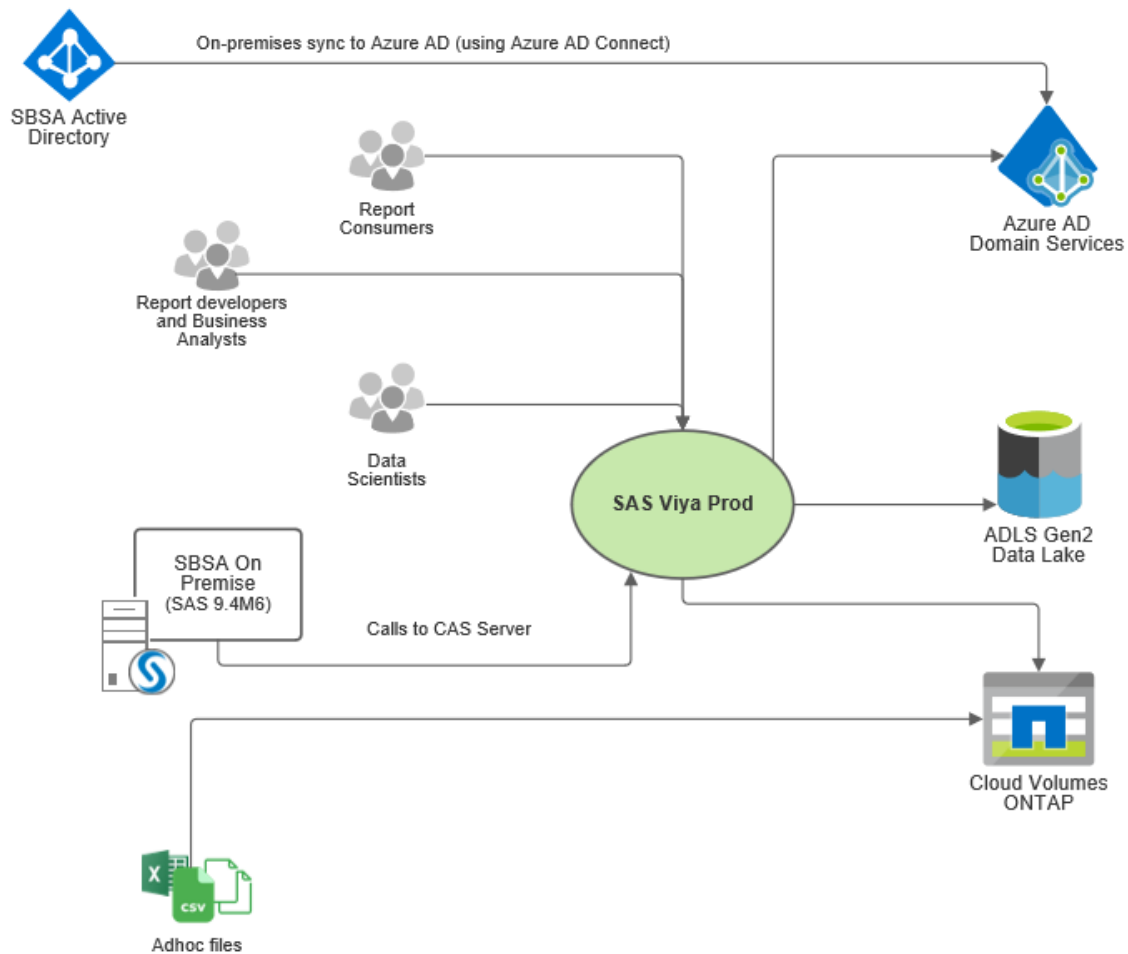 On-premises sync to Azure AD (using Azure AD Connect)
SBSA Active
Directory
Report
Consumers
Azure AD
Domain Services
Report developers
and Business
Analysts
Data
Scientists
SAS Viya Prod
ADLS Gen2
Data Lake
SBSA On
Premise
(SAS 9.4M6)
Calls to CAS Server
Cloud Volumes
ONTAP
X
CSV
Adhoc files